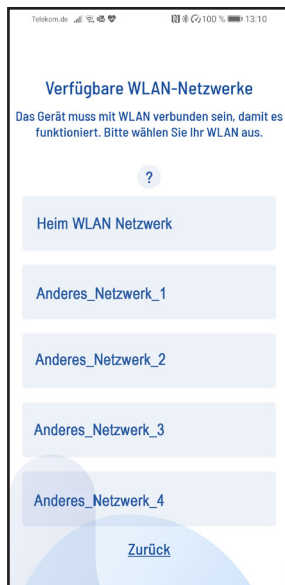 Telekom.de 100 % 13:10
Verfügbare WLAN-Netzwerke
Das Gerät muss mit WLAN verbunden sein, damit es
funktioniert. Bitte wählen Sie Ihr WLAN aus.
?
Heim WLAN Netzwerk
Anderes_Netzwerk_1
Anderes_Netzwerk_2
Anderes_Netzwerk_3
Anderes_Netzwerk_4
Zurück